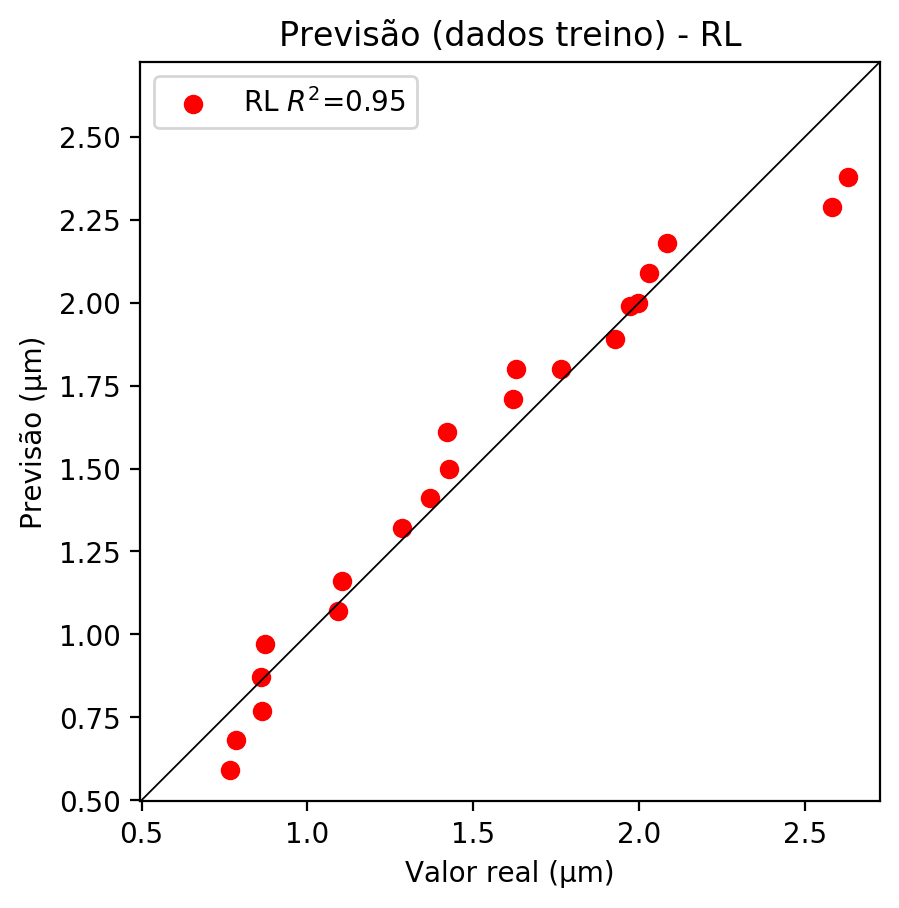 Previsão (dados treino) - RL
RL R²=0.95
2.50
2.25
2.00
1.75
1.50
1.25
1.00
0.75
0.50
Previsão (μm)
0.5 1.0 1.5 2.0 2.5
Valor real (μm)